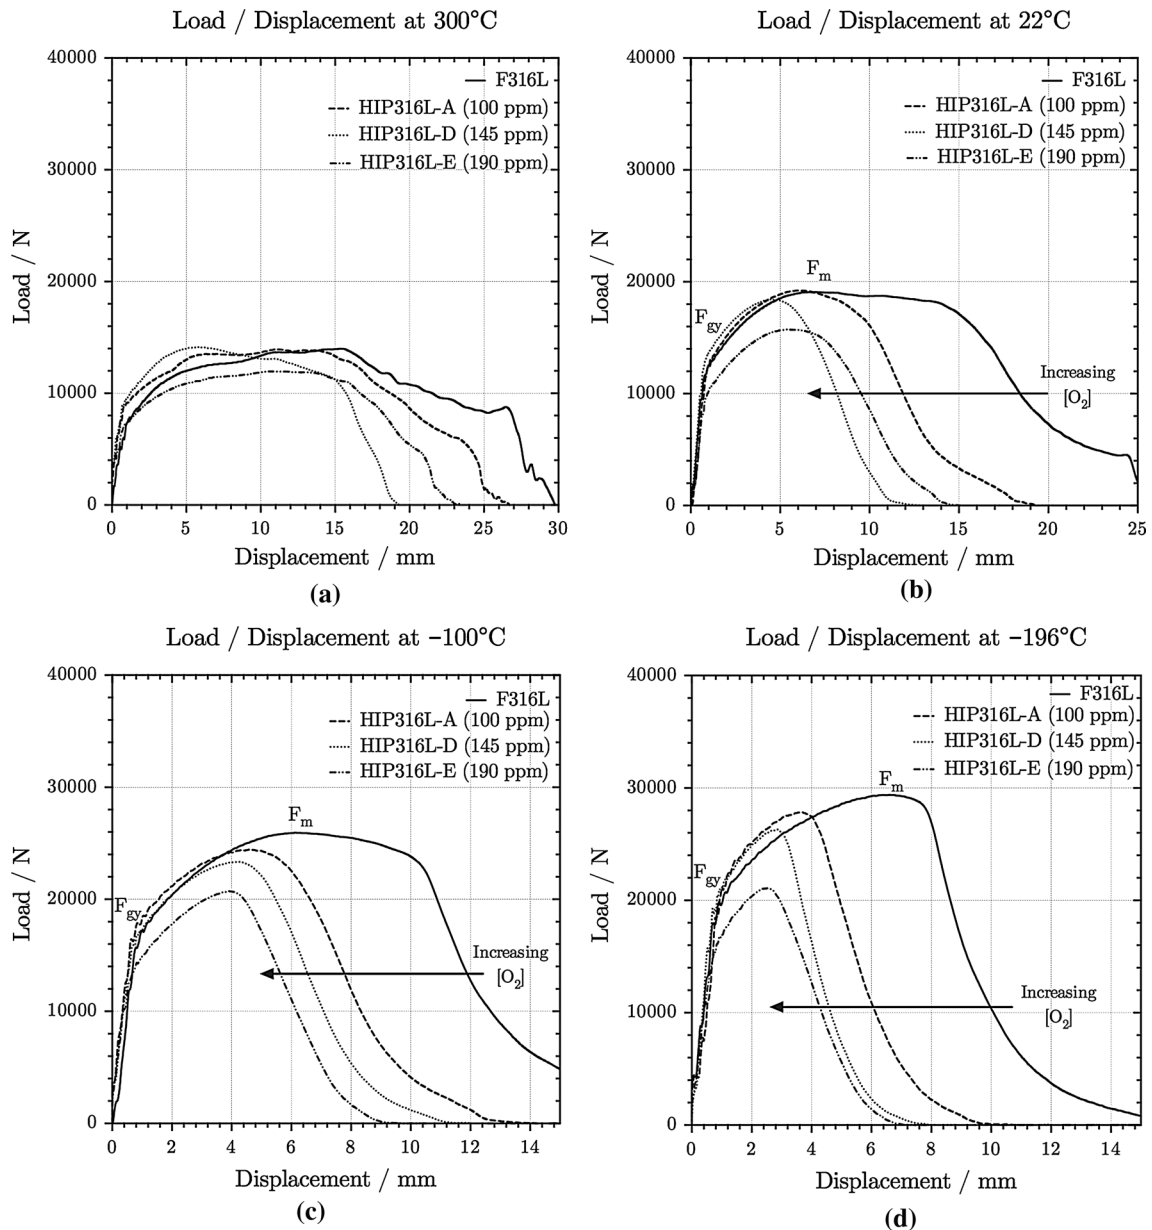 Load / Displacement at 300°C
40000
30000
20000
10000
0
Load / N
F316L
HIP316L-A (100 ppm)
HIP316L-D (145 ppm)
HIP316L-E (190 ppm)
0 5 10 15 20 25 30
Displacement / mm
(a)
Load / Displacement at 22°C
40000
30000
20000
10000
0
Load / N
F316L
HIP316L-A (100 ppm)
HIP316L-D (145 ppm)
HIP316L-E (190 ppm)
Fm
Fgy
Increasing
[O2]
0 5 10 15 20 25
Displacement / mm
(b)
Load / Displacement at −100°C
40000
30000
20000
10000
0
Load / N
F316L
HIP316L-A (100 ppm)
HIP316L-D (145 ppm)
HIP316L-E (190 ppm)
Fm
Fgy
Increasing
[O2]
0 2 4 6 8 10 12 14
Displacement / mm
(c)
Load / Displacement at −196°C
40000
30000
20000
10000
0
Load / N
F316L
HIP316L-A (100 ppm)
HIP316L-D (145 ppm)
HIP316L-E (190 ppm)
Fm
Fgy
Increasing
[O2]
0 2 4 6 8 10 12 14
Displacement / mm
(d)